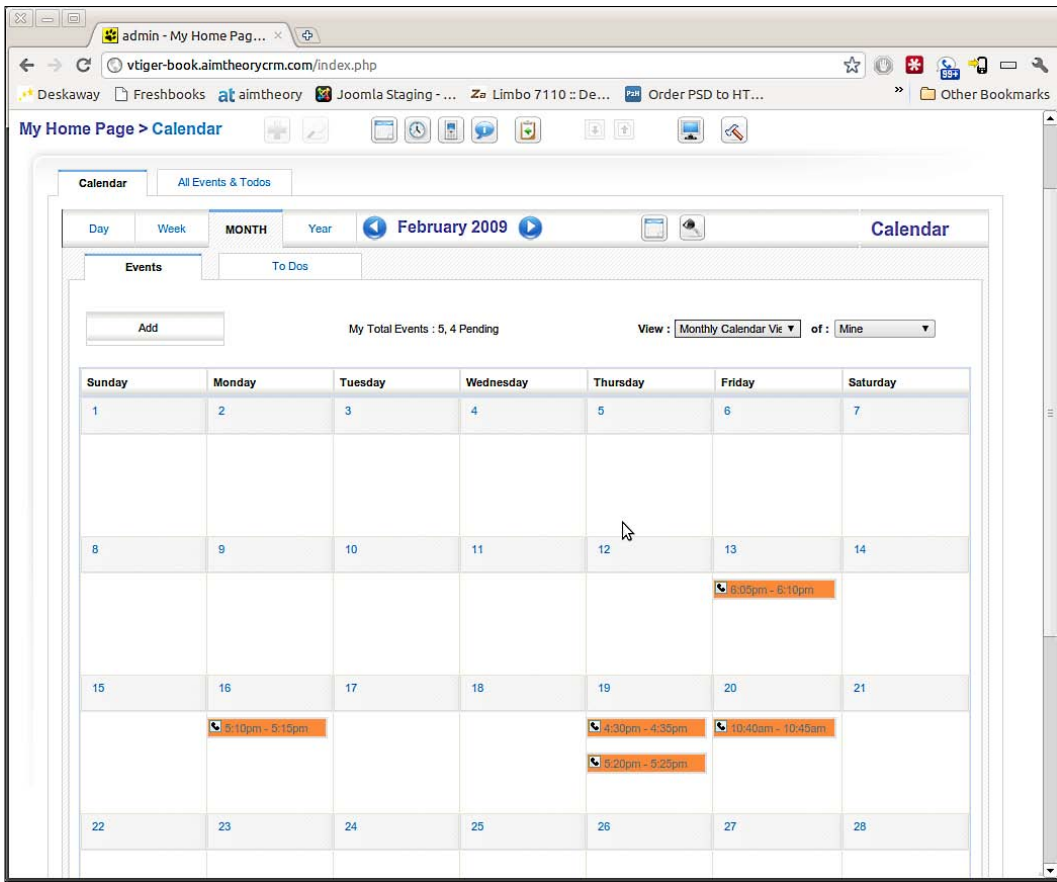 admin - My Home Pag...
vtiger-book.aimtheorycrm.com/index.php
99+
Deskaway Freshbooks at aimtheory Joomla Staging - ... Za Limbo 7110 :: De... P2H Order PSD to HT... » Other Bookmarks
My Home Page > Calendar
Calendar All Events & Todos
Day Week MONTH Year February 2009 Calendar
Events To Dos
Add My Total Events : 5, 4 Pending View : Monthly Calendar Vie of : Mine
Sunday Monday Tuesday Wednesday Thursday Friday Saturday
1 2 3 4 5 6 7
8 9 10 11 12 13 14
6:05pm - 6:10pm
15 16 17 18 19 20 21
5:10pm - 5:15pm 4:30pm - 4:35pm 10:40am - 10:45am
5:20pm - 5:25pm
22 23 24 25 26 27 28